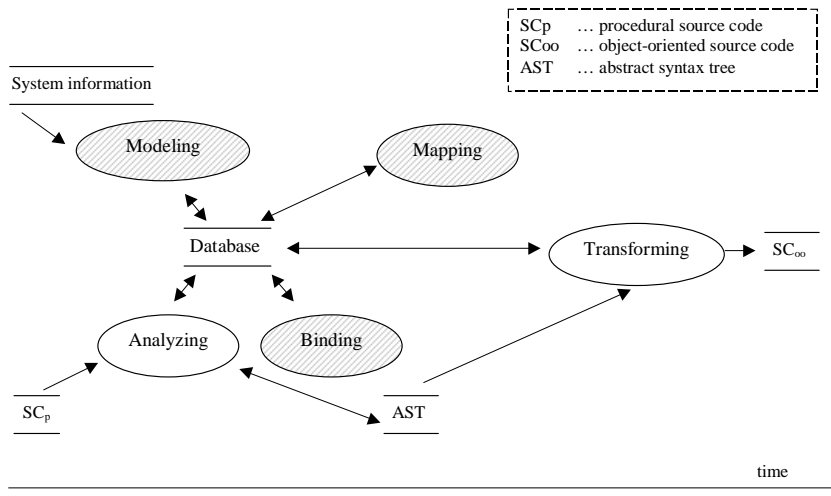 SCp … procedural source code
SCoo … object-oriented source code
AST … abstract syntax tree
System information
Modeling
Mapping
Database
Transforming
SCoo
Analyzing
Binding
SCp
AST
time